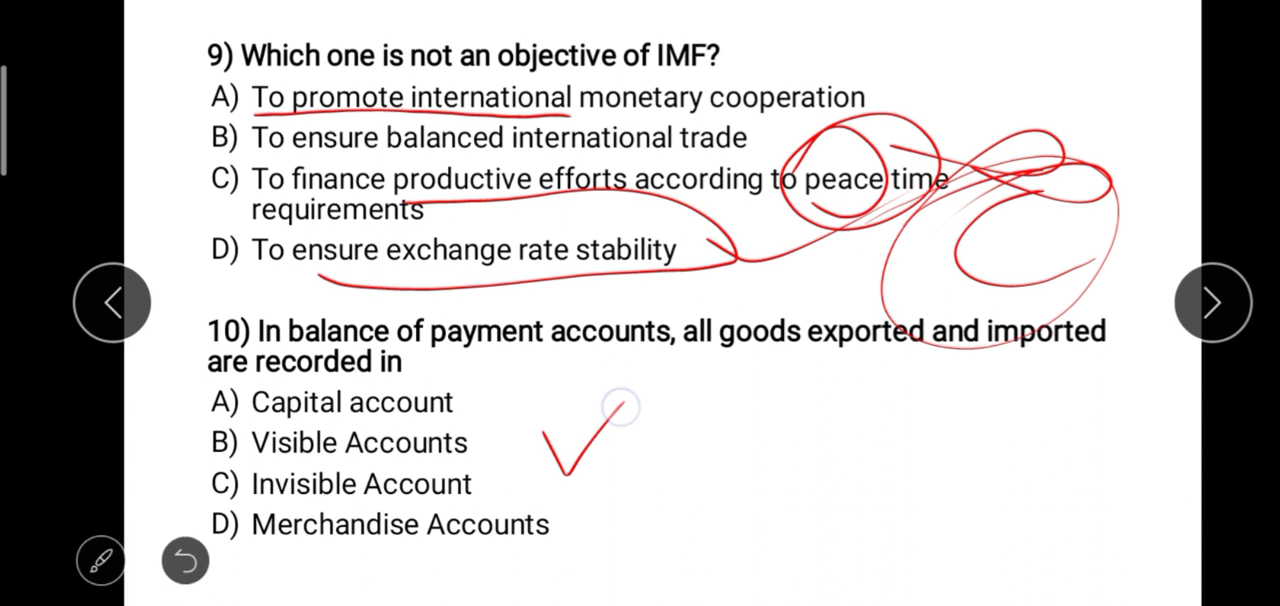 9) Which one is not an objective of IMF?
A) To promote international monetary cooperation
B) To ensure balanced international trade
C) To finance productive efforts according to peace time
requirements
D) To ensure exchange rate stability
10) In balance of payment accounts, all goods exported and imported
are recorded in
A) Capital account
B) Visible Accounts
C) Invisible Account
D) Merchandise Accounts